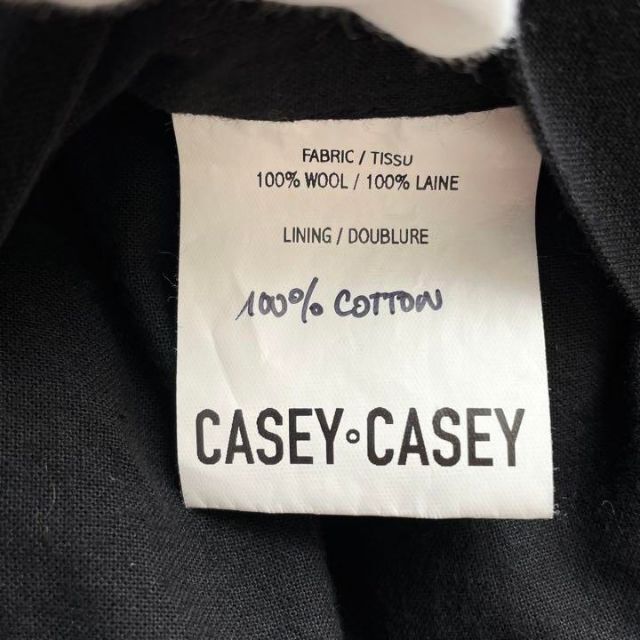 FABRIC / TISSU
100% WOOL / 100% LAINE
LINING / DOUBLURE
100% COTTON
CASEY∘CASEY